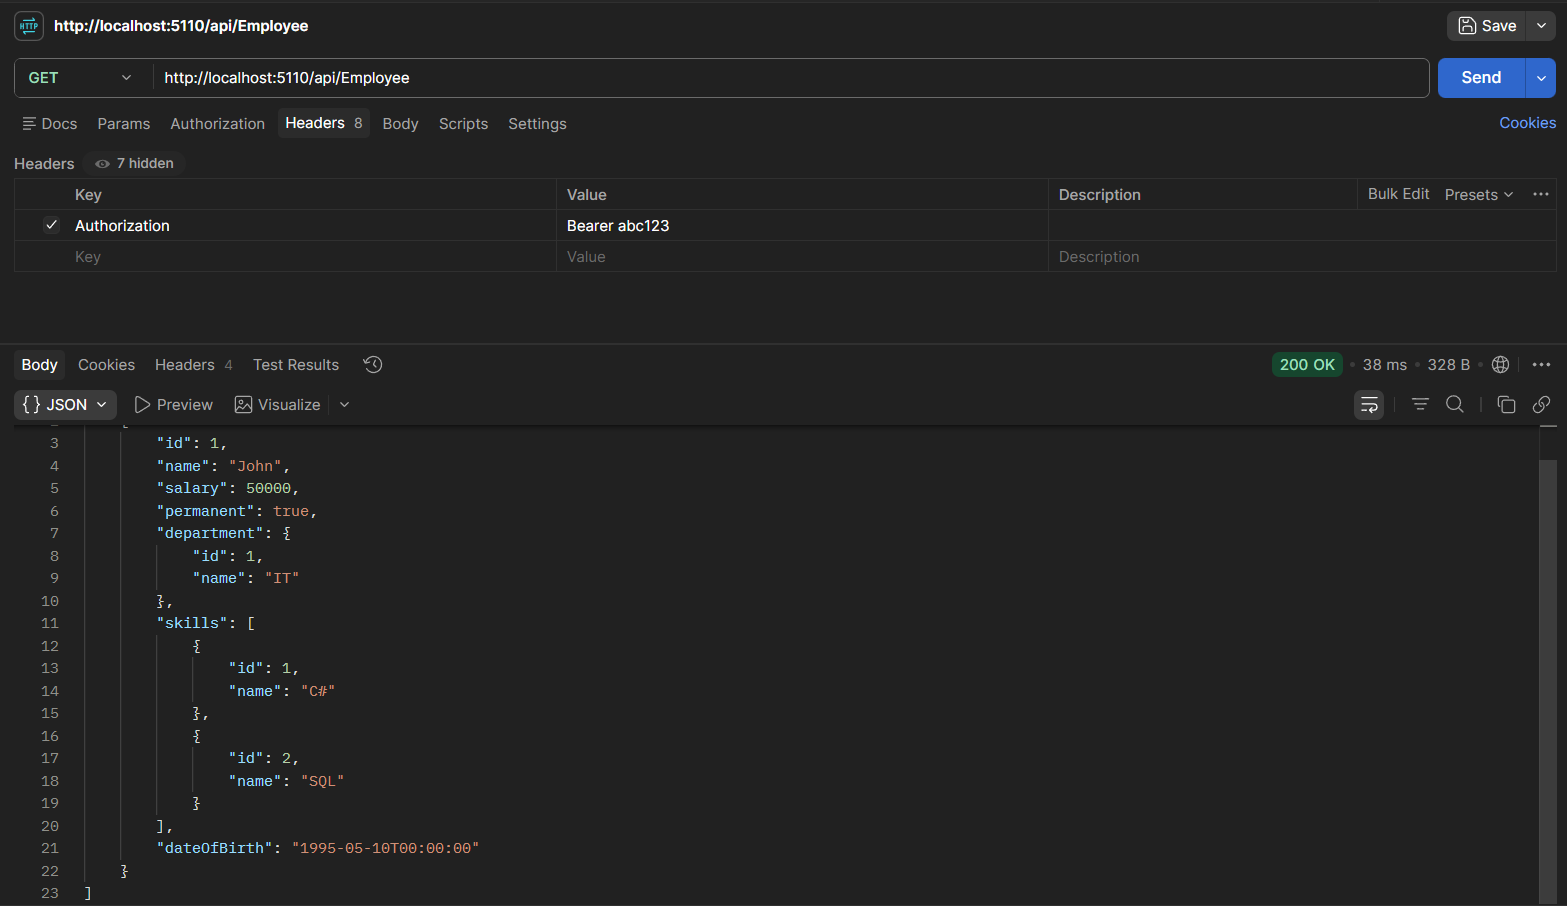 HTTP http://localhost:5110/api/Employee Save
GET http://localhost:5110/api/Employee Send
Docs Params Authorization Headers 8 Body Scripts Settings Cookies
Headers 7 hidden
Key Value Description Bulk Edit Presets
Authorization Bearer abc123
Key Value Description
Body Cookies Headers 4 Test Results 200 OK 38 ms 328 B
{} JSON Preview Visualize
3 "id": 1,
4 "name": "John",
5 "salary": 50000,
6 "permanent": true,
7 "department": {
8 "id": 1,
9 "name": "IT"
10 },
11 "skills": [
12 {
13 "id": 1,
14 "name": "C#"
15 },
16 {
17 "id": 2,
18 "name": "SQL"
19 }
20 ],
21 "dateOfBirth": "1995-05-10T00:00:00"
22 }
23 ]